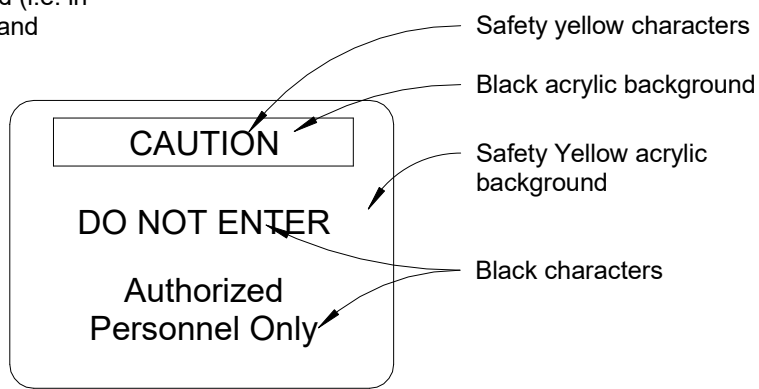 d (i.e. in
and
Safety yellow characters
Black acrylic background
CAUTION
Safety Yellow acrylic
background
DO NOT ENTER
Black characters
Authorized
Personnel Only